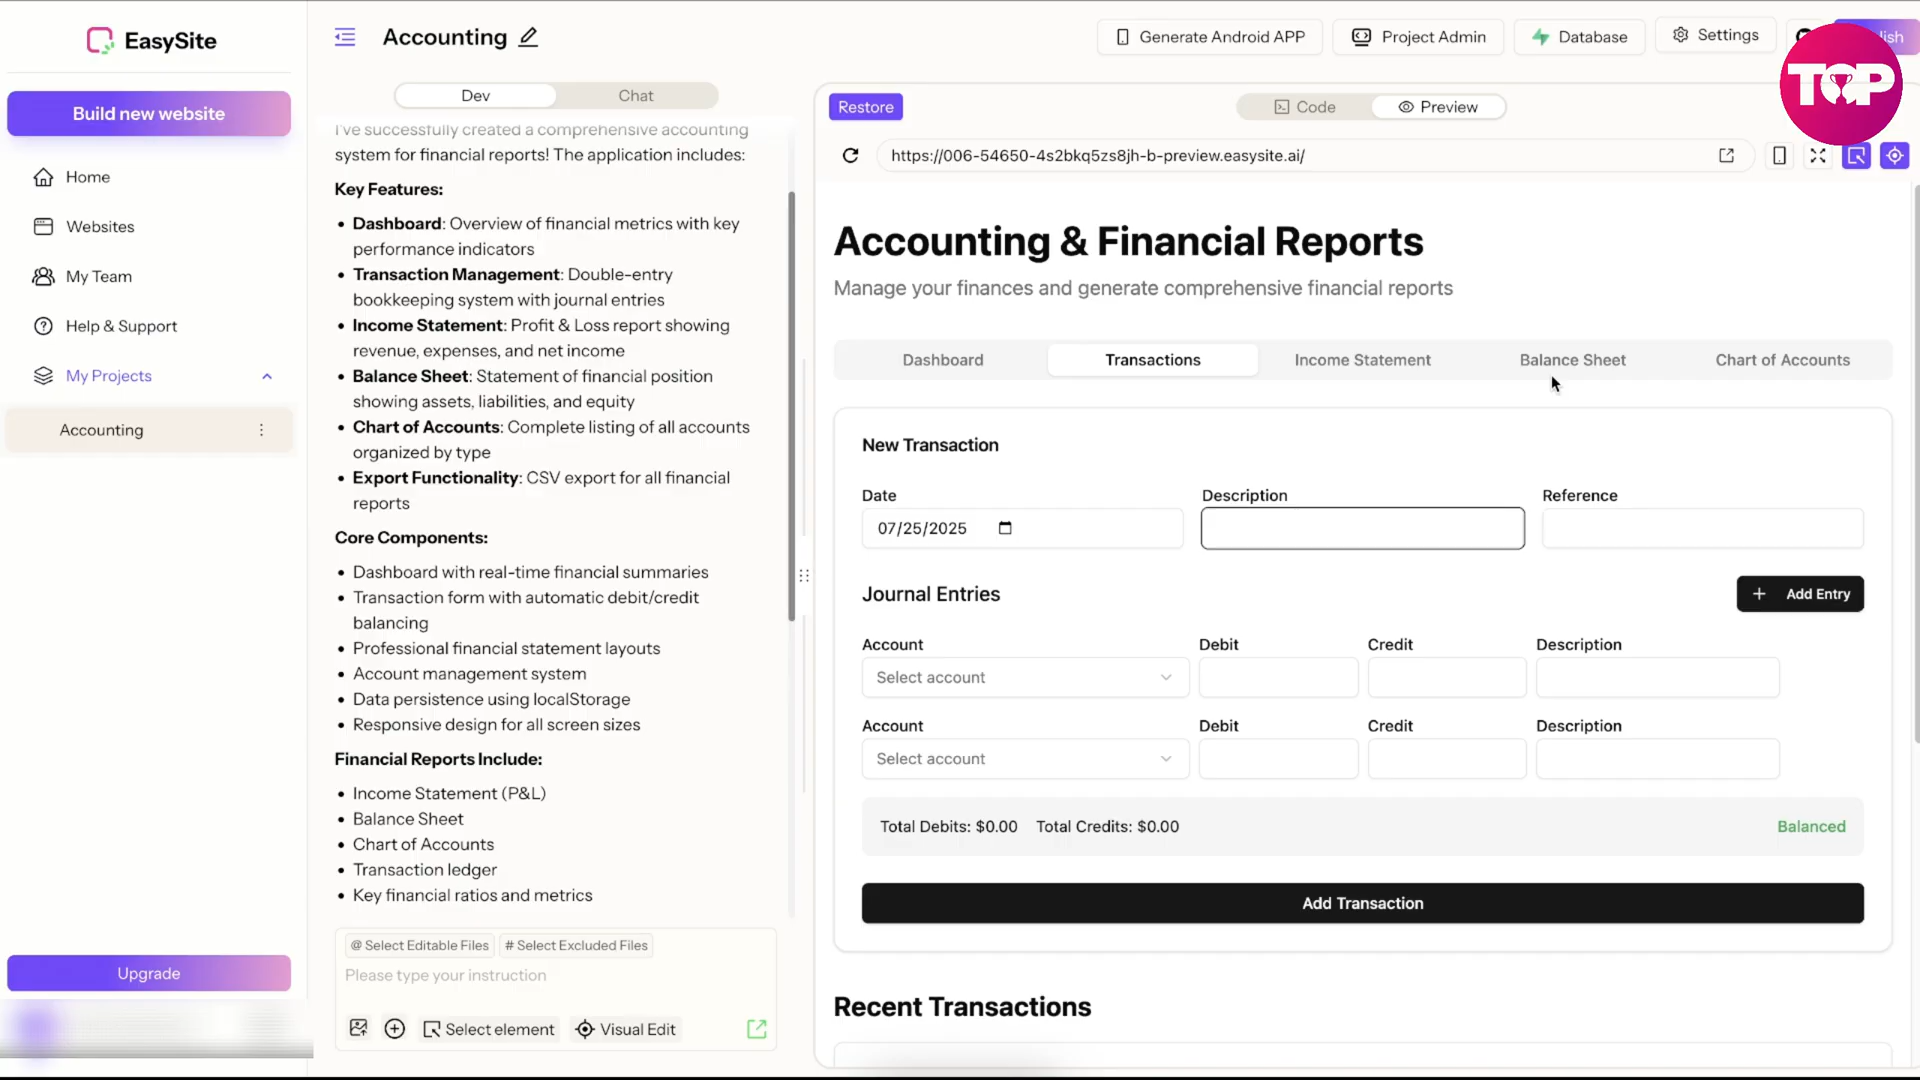 EasySite
Build new website
Home
Websites
My Team
Help & Support
My Projects
Accounting
Upgrade
Accounting
Generate Android APP
Project Admin
Database
Settings
TOP
Dev
Chat
I've successfully created a comprehensive accounting
system for financial reports! The application includes:
Key Features:
• Dashboard: Overview of financial metrics with key
performance indicators
• Transaction Management: Double-entry
bookkeeping system with journal entries
• Income Statement: Profit & Loss report showing
revenue, expenses, and net income
• Balance Sheet: Statement of financial position
showing assets, liabilities, and equity
• Chart of Accounts: Complete listing of all accounts
organized by type
• Export Functionality: CSV export for all financial
reports
Core Components:
• Dashboard with real-time financial summaries
• Transaction form with automatic debit/credit
balancing
• Professional financial statement layouts
• Account management system
• Data persistence using localStorage
• Responsive design for all screen sizes
Financial Reports Include:
• Income Statement (P&L)
• Balance Sheet
• Chart of Accounts
• Transaction ledger
• Key financial ratios and metrics
@ Select Editable Files # Select Excluded Files
Please type your instruction
Select element Visual Edit
Restore
Code
Preview
https://006-54650-4s2bkq5zs8jh-b-preview.easysite.ai/
Accounting & Financial Reports
Manage your finances and generate comprehensive financial reports
Dashboard Transactions Income Statement Balance Sheet Chart of Accounts
New Transaction
Date Description Reference
07/25/2025
Journal Entries
+ Add Entry
Account Debit Credit Description
Select account
Account Debit Credit Description
Select account
Total Debits: $0.00 Total Credits: $0.00 Balanced
Add Transaction
Recent Transactions